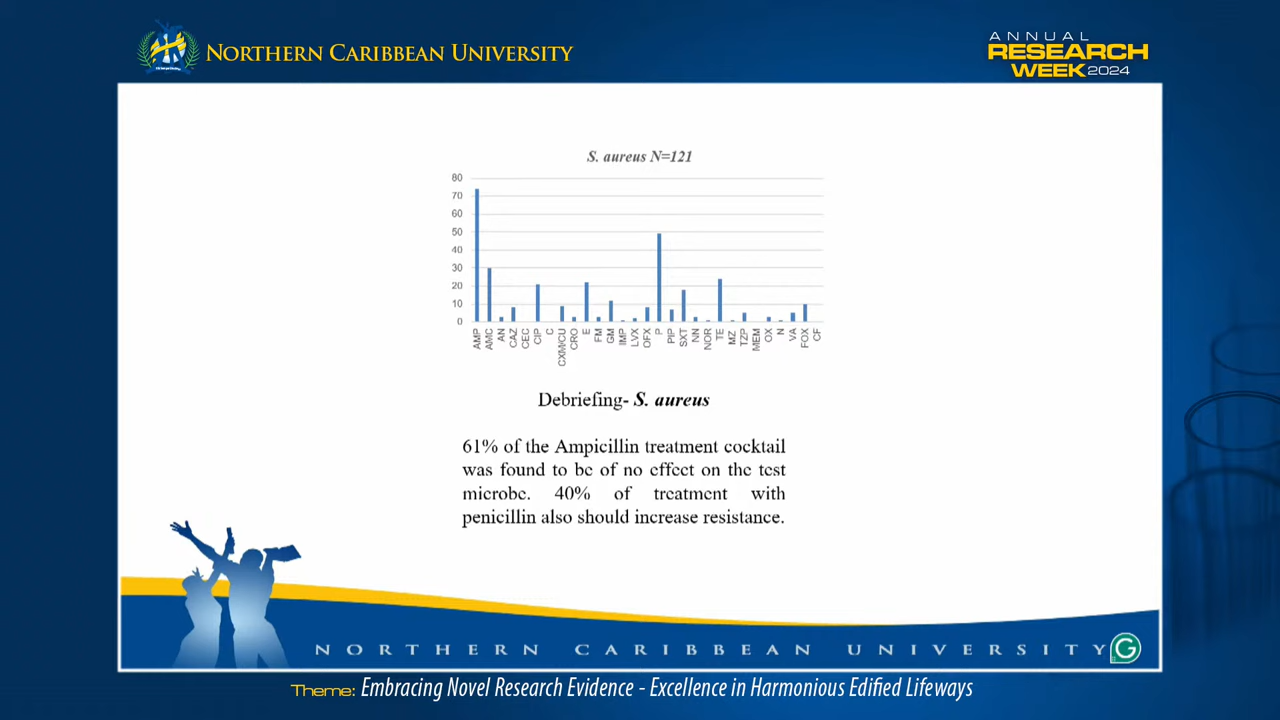 NORTHERN CARIBBEAN UNIVERSITY
ANNUAL
RESEARCH
WEEK 2024
S. aureus N=121
80
70
60
50
40
30
20
10
0
AMP
AMC
AN
CAZ
CEC
CIP
C
CXM/CU
CRO
E
FM
GM
IMP
LVX
OFX
P
PIP
SXT
NN
NOR
TE
MZ
TZP
MEM
OX
N
VA
FOX
CF
Debriefing- S. aureus
61% of the Ampicillin treatment cocktail
was found to be of no effect on the test
microbe. 40% of treatment with
penicillin also should increase resistance.
NORTHERN CARIBBEAN UNIVERSITY
G
Theme: Embracing Novel Research Evidence - Excellence in Harmonious Edified Lifeways